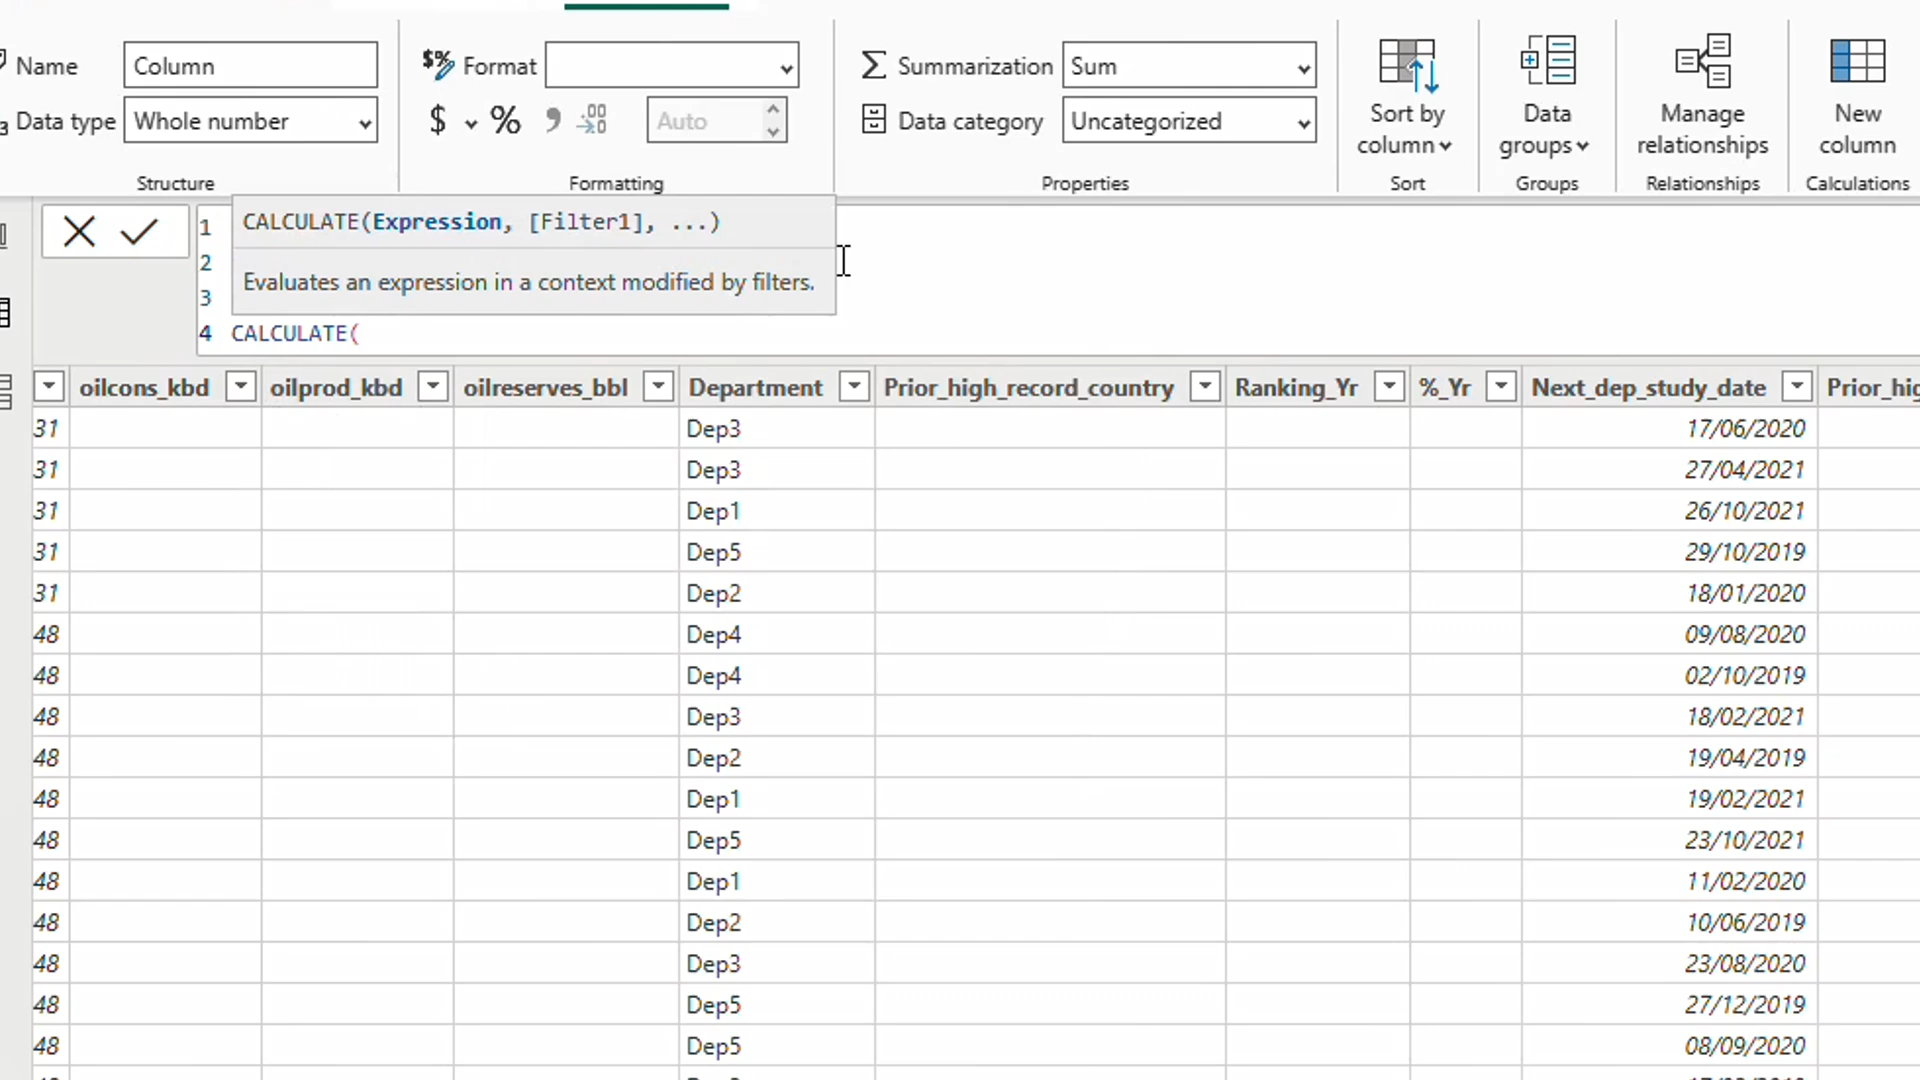 Name Column $% Format Summarization Sum Sort by column Data groups Manage relationships New column
3 Data type Whole number $ % , .00 Auto Data category Uncategorized
Structure Formatting Properties Sort Groups Relationships Calculations
1 CALCULATE(Expression, [Filter1], ...)
2 Evaluates an expression in a context modified by filters.
3
4 CALCULATE(
oilcons_kbd oilprod_kbd oilreserves_bbl Department Prior_high_record_country Ranking_Yr %_Yr Next_dep_study_date Prior_hig
31 Dep3 17/06/2020
31 Dep3 27/04/2021
31 Dep1 26/10/2021
31 Dep5 29/10/2019
31 Dep2 18/01/2020
48 Dep4 09/08/2020
48 Dep4 02/10/2019
48 Dep3 18/02/2021
48 Dep2 19/04/2019
48 Dep1 19/02/2021
48 Dep5 23/10/2021
48 Dep1 11/02/2020
48 Dep2 10/06/2019
48 Dep3 23/08/2020
48 Dep5 27/12/2019
48 Dep5 08/09/2020